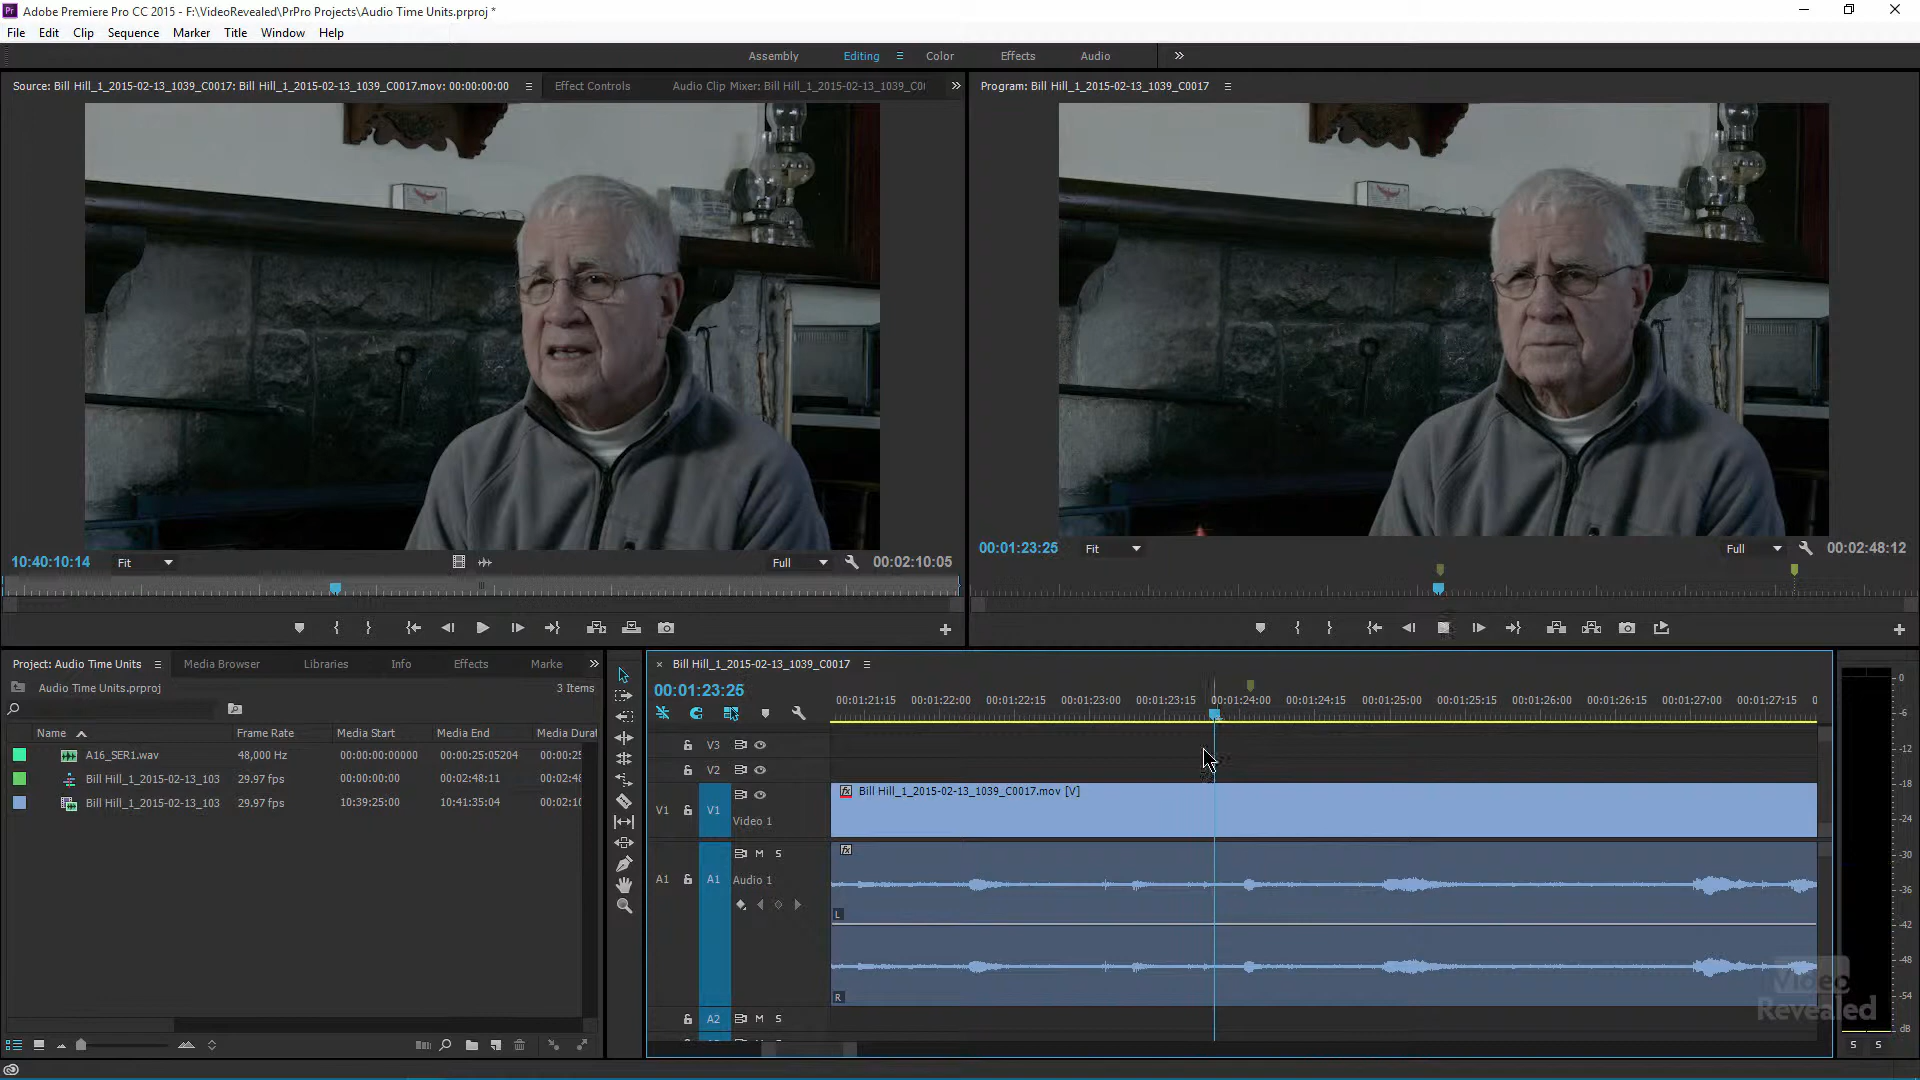 Adobe Premiere Pro CC 2015 - F:\VideoRevealed\PrPro Projects\Audio Time Units.prproj *
File Edit Clip Sequence Marker Title Window Help
Assembly Editing Color Effects Audio
Source: Bill Hill_1_2015-02-13_1039_C0017: Bill Hill_1_2015-02-13_1039_C0017.mov: 00:00:00:00 Effect Controls Audio Clip Mixer: Bill Hill_1_2015-02-13_1039_C0
Program: Bill Hill_1_2015-02-13_1039_C0017
10:40:10:14 Fit Full 00:02:10:05
00:01:23:25 Fit Full 00:02:48:12
Project: Audio Time Units Media Browser Libraries Info Effects Marke
Audio Time Units.prproj 3 Items
Name Frame Rate Media Start Media End Media Durat
A16_SER1.wav 48,000 Hz 00:00:00:00000 00:00:25:05204 00:00:25
Bill Hill_1_2015-02-13_103 29.97 fps 00:00:00:00 00:02:48:11 00:02:48
Bill Hill_1_2015-02-13_103 29.97 fps 10:39:25:00 10:41:35:04 00:02:10
Bill Hill_1_2015-02-13_1039_C0017
00:01:23:25
00:01:21:15 00:01:22:00 00:01:22:15 00:01:23:00 00:01:23:15 00:01:24:00 00:01:24:15 00:01:25:00 00:01:25:15 00:01:26:00 00:01:26:15 00:01:27:00 00:01:27:15 0
V3
V2
V1 V1 Video 1
Bill Hill_1_2015-02-13_1039_C0017.mov [V]
M S
A1 A1 Audio 1
L
R
A2 M S
0
-6
-12
-18
-24
-30
-36
-42
-48
-54
dB
S S
Video
Revealed